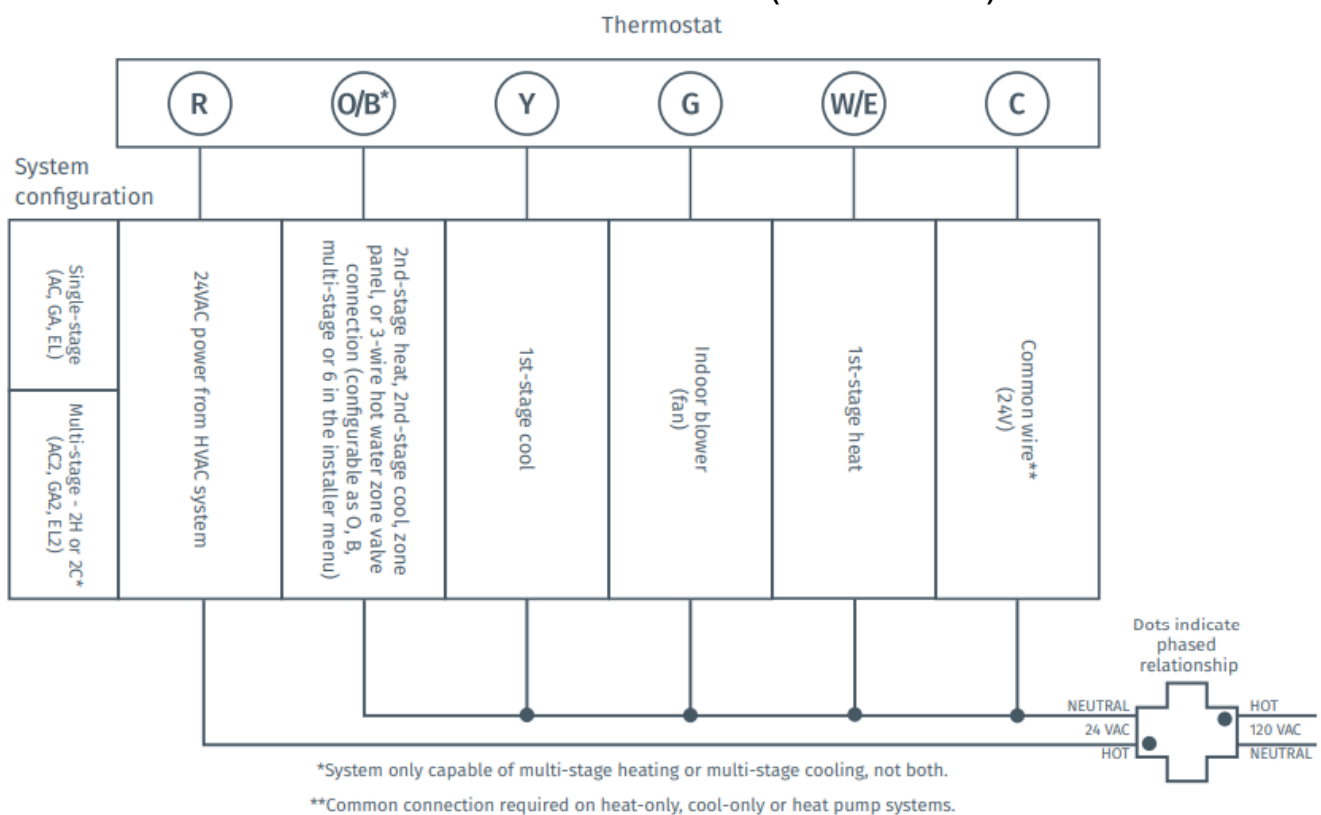 Thermostat
R
O/B*
Y
G
W/E
C
System
configuration
Single-stage
(AC, GA, EL)
Multi-stage - 2H or 2C*
(AC2, GA2, EL2)
24VAC power from HVAC system
2nd-stage heat, 2nd-stage cool, zone
panel, or 3-wire hot water zone valve
connection (configurable as O, B,
multi-stage or 6 in the installer menu)
1st-stage cool
Indoor blower
(fan)
1st-stage heat
Common wire**
(24V)
Dots indicate
phased
relationship
NEUTRAL
24 VAC
HOT
HOT
120 VAC
NEUTRAL
*System only capable of multi-stage heating or multi-stage cooling, not both.
**Common connection required on heat-only, cool-only or heat pump systems.